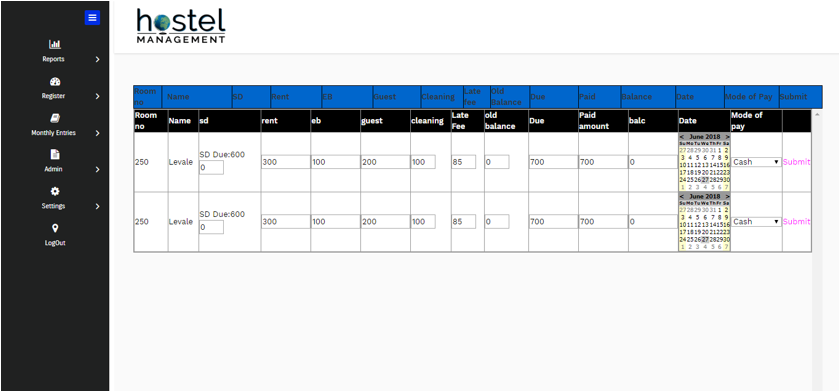 hostel
MANAGEMENT
Reports
Register
Monthly Entries
Admin
Settings
LogOut
Room no Name SD Rent EB Guest Cleaning Late fee Old Balance Due Paid Balance Date Mode of Pay Submit
Room no Name sd rent eb guest cleaning Late Fee old balance Due Paid amount balc Date Mode of pay
250 Levale SD Due:600 0 300 100 200 100 85 0 700 700 0 Cash Submit
< June 2018 >
Su Mo Tu We Th Fr Sa
27 28 29 30 31 1 2
3 4 5 6 7 8 9
10 11 12 13 14 15 16
17 18 19 20 21 22 23
24 25 26 27 28 29 30
1 2 3 4 5 6 7
250 Levale SD Due:600 0 300 100 200 100 85 0 700 700 0 Cash Submit
< June 2018 >
Su Mo Tu We Th Fr Sa
27 28 29 30 31 1 2
3 4 5 6 7 8 9
10 11 12 13 14 15 16
17 18 19 20 21 22 23
24 25 26 27 28 29 30
1 2 3 4 5 6 7